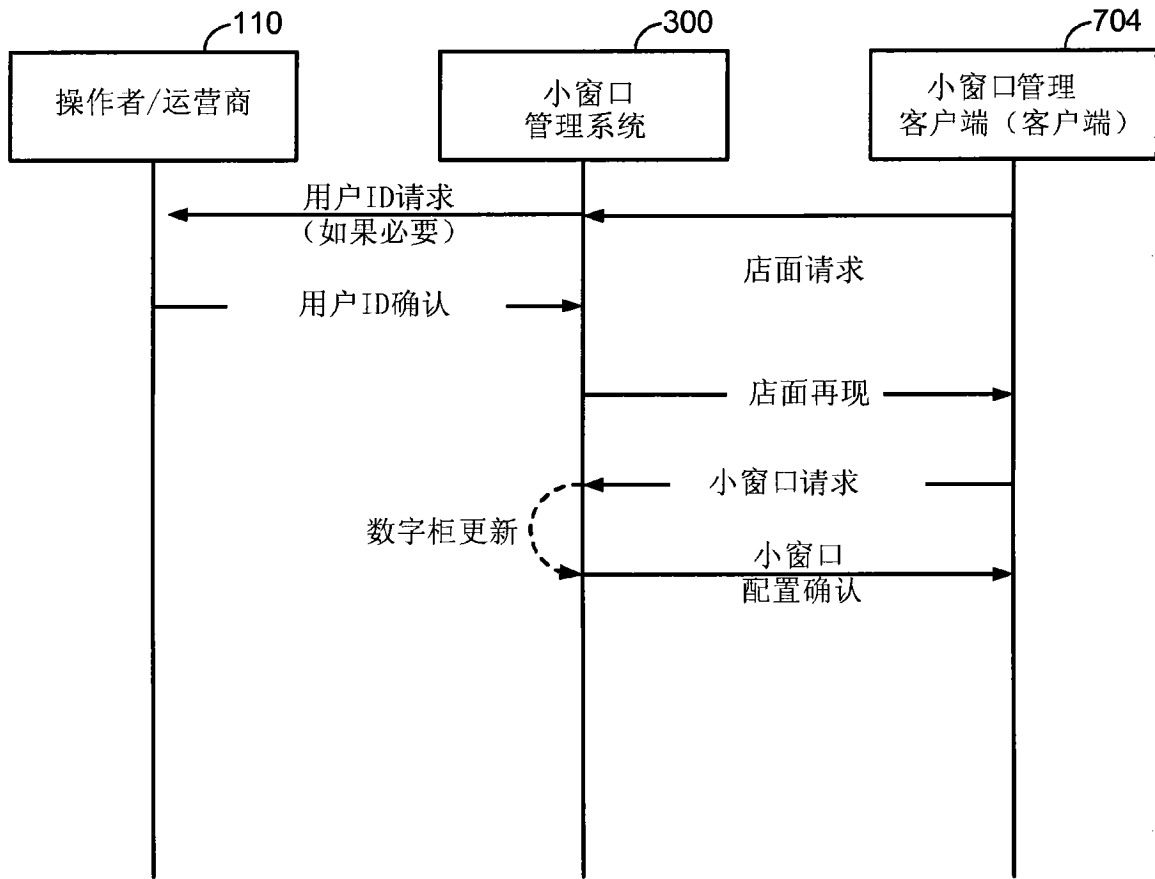 110
300
704
操作者/运营商
小窗口
管理系统
小窗口管理
客户端（客户端）
用户ID请求
（如果必要）
店面请求
用户ID确认
店面再现
小窗口请求
数字柜更新
小窗口
配置确认